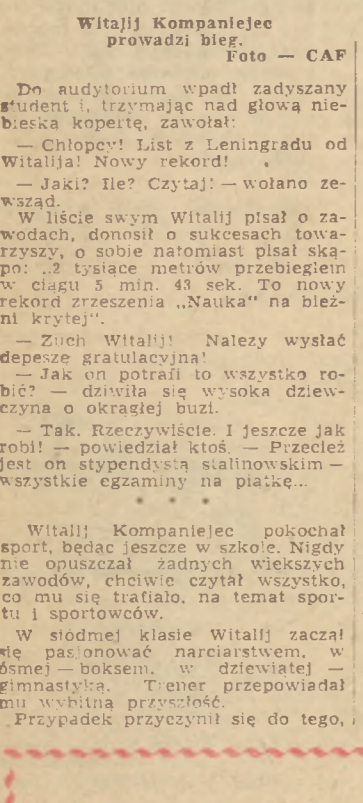 Witalij Kompaniejec
prowadzi bieg.
Foto — CAF
Do audytorium wpadł zadyszany
student i, trzymając nad głową nie-
bieska kopertę, zawołał:
— Chłopcy! List z Leningradu od
Witalija! Nowy rekord!
— Jaki? Ile? Czytaj! — wołano ze-
wsząd.
W liście swym Witalij pisał o za-
wodach, donosił o sukcesach towa-
rzyszy, o sobie natomiast pisał ską-
po: „2 tysiące metrów przebiegłem
w ciągu 5 min. 43 sek. To nowy
rekord zrzeszenia „Nauka" na bież-
ni krytej".
— Zuch Witalij! Należy wysłać
depeszę gratulacyjna!
— Jak on potrafi to wszystko ro-
bić? — dziwiła się wysoka dziew-
czyna o okrągłej buzi.
— Tak. Rzeczywiście. I jeszcze jak
robi! — powiedział ktoś. — Przecież
jest on stypendystą stalinowskim —
wszystkie egzaminy na piątkę...
* * *
Witalij Kompaniejec pokochał
sport, będąc jeszcze w szkole. Nigdy
nie opuszczał żadnych większych
zawodów, chciwie czytał wszystko,
co mu się trafiało, na temat spor-
tu i sportowców.
W siódmej klasie Witalij zaczął
się pasjonować narciarstwem, w
ósmej — boksem, w dziewiątej —
gimnastyką. Trener przepowiadał
mu wybitną przyszłość.
Przypadek przyczynił się do tego,